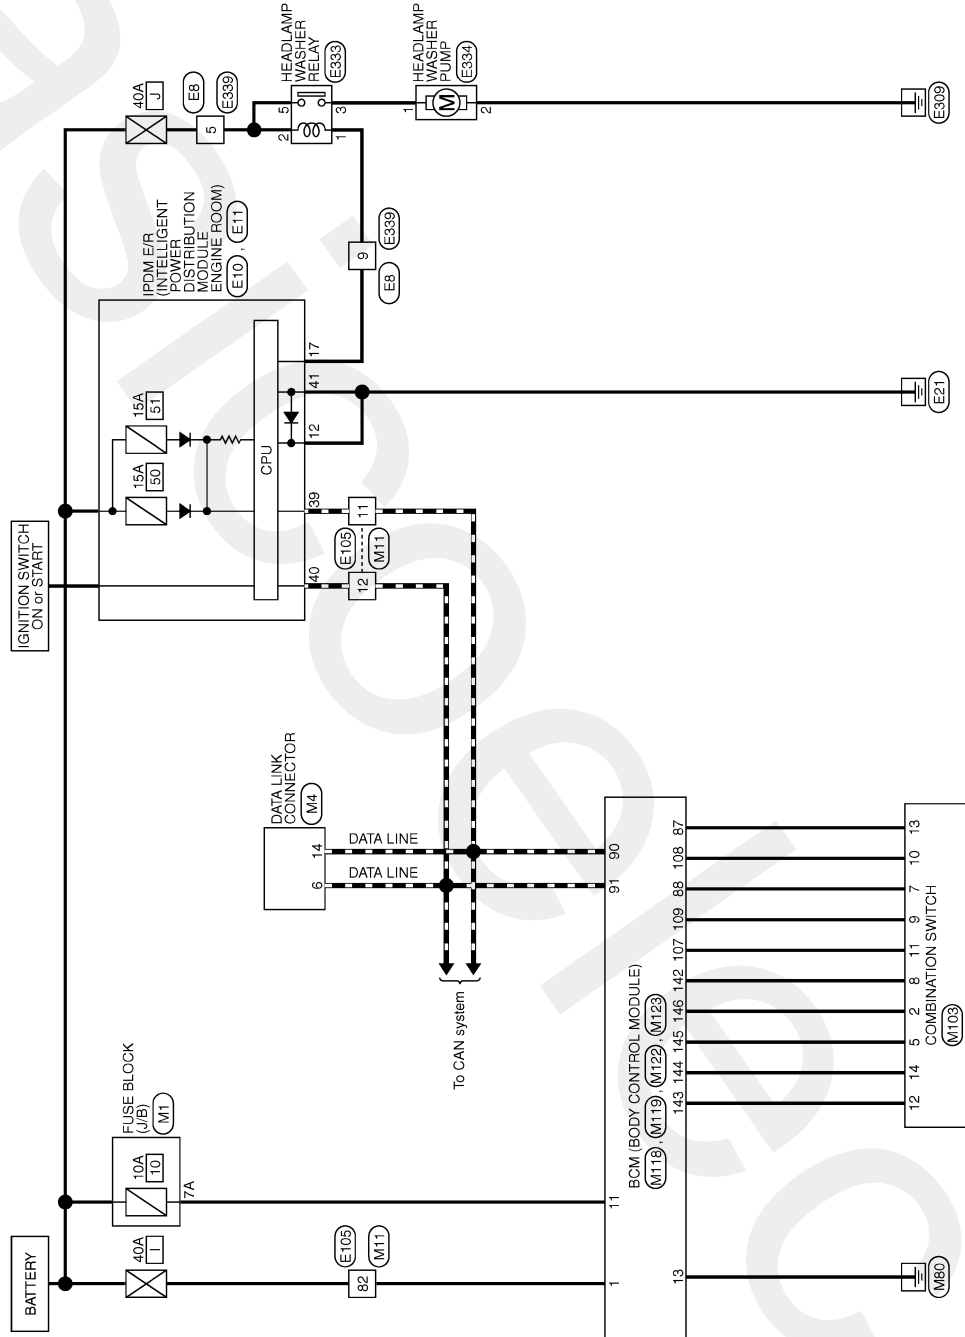 BATTERY
IGNITION SWITCH
ON or START
40A
I
10A
10
FUSE BLOCK
(J/B)
M1
7A
E105
M11
82
1
11
15A
50
15A
51
CPU
IPDM E/R
(INTELLIGENT
POWER
DISTRIBUTION
MODULE
ENGINE ROOM)
E10 , E11
40
39
12
41
17
12
11
E105
M11
40A
J
5
E8
E339
2
5
1
3
HEADLAMP
WASHER
RELAY
E333
HEADLAMP
WASHER
PUMP
E334
1
M
2
E309
9
E8
E339
E21
DATA LINK
CONNECTOR
M4
6
14
DATA LINE
DATA LINE
To CAN system
91
90
BCM (BODY CONTROL MODULE)
M118 , M119 , M122 , M123
13
143
144
145
146
142
107
109
88
108
87
12
14
5
2
8
11
9
7
10
13
COMBINATION SWITCH
M103
M80
asicoelec